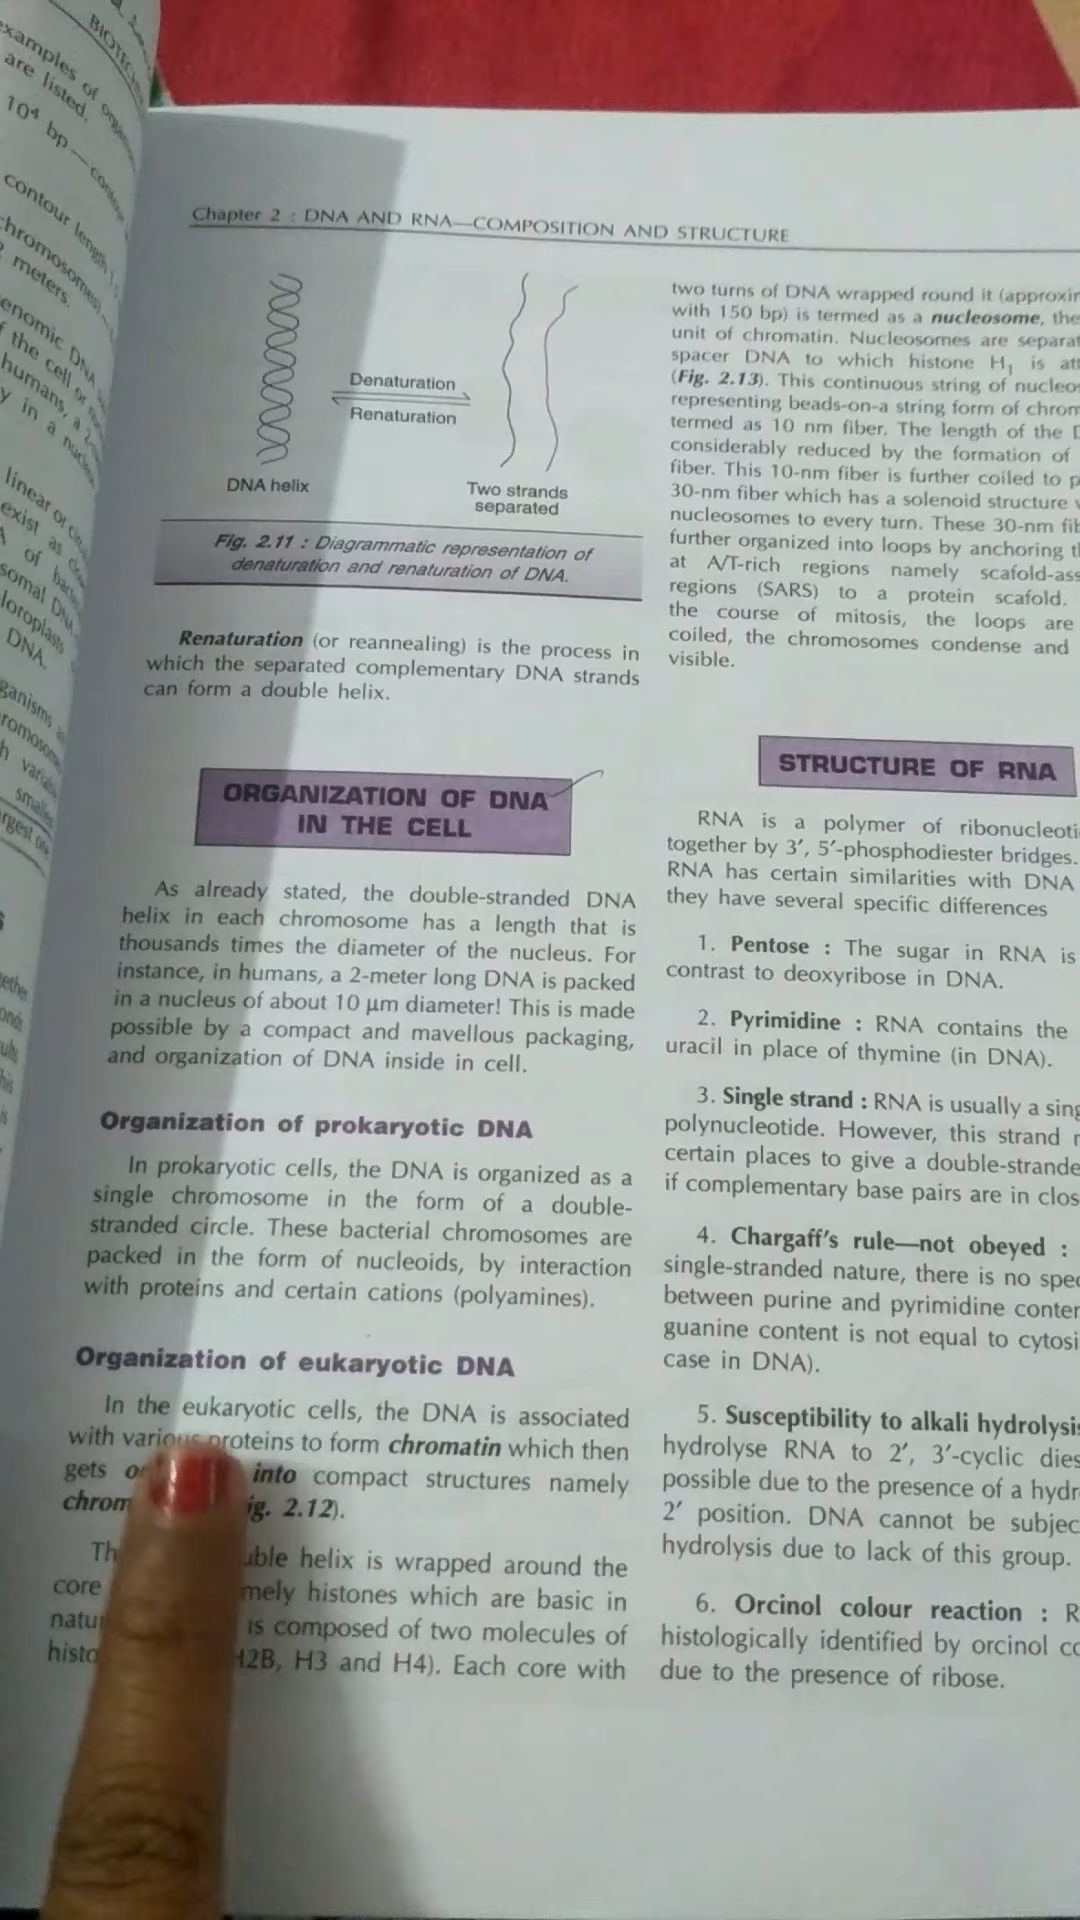 BIOTECH
examples of
are listed.
10⁴ bp —
contour length
chromosomes)
meters.
genomic DNA
the cell or
humans, a 2-
y in a
linear or
exist as
of
somal DNA
loroplasts
DNA.
ganisms
romosome
smalle
Chapter 2 : DNA AND RNA—COMPOSITION AND STRUCTURE
Denaturation
Renaturation
DNA helix
Two strands
separated
Fig. 2.11 : Diagrammatic representation of
denaturation and renaturation of DNA.
Renaturation (or reannealing) is the process in
which the separated complementary DNA strands
can form a double helix.
ORGANIZATION OF DNA
IN THE CELL
As already stated, the double-stranded DNA
helix in each chromosome has a length that is
thousands times the diameter of the nucleus. For
instance, in humans, a 2-meter long DNA is packed
in a nucleus of about 10 µm diameter! This is made
possible by a compact and mavellous packaging,
and organization of DNA inside in cell.
Organization of prokaryotic DNA
In prokaryotic cells, the DNA is organized as a
single chromosome in the form of a double-
stranded circle. These bacterial chromosomes are
packed in the form of nucleoids, by interaction
with proteins and certain cations (polyamines).
Organization of eukaryotic DNA
In the eukaryotic cells, the DNA is associated
with various proteins to form chromatin which then
gets into compact structures namely
chrom ig. 2.12).
Th uble helix is wrapped around the
core mely histones which are basic in
natu is composed of two molecules of
histo H2B, H3 and H4). Each core with
two turns of DNA wrapped round it (approxi
with 150 bp) is termed as a nucleosome, the
unit of chromatin. Nucleosomes are separat
spacer DNA to which histone H₁ is att
(Fig. 2.13). This continuous string of nucleo
representing beads-on-a string form of chrom
termed as 10 nm fiber. The length of the D
considerably reduced by the formation of
fiber. This 10-nm fiber is further coiled to p
30-nm fiber which has a solenoid structure
nucleosomes to every turn. These 30-nm fib
further organized into loops by anchoring t
at A/T-rich regions namely scafold-ass
regions (SARS) to a protein scafold.
the course of mitosis, the loops are
coiled, the chromosomes condense and
visible.
STRUCTURE OF RNA
RNA is a polymer of ribonucleoti
together by 3′, 5′-phosphodiester bridges.
RNA has certain similarities with DNA
they have several specific differences
1. Pentose : The sugar in RNA is
contrast to deoxyribose in DNA.
2. Pyrimidine : RNA contains the
uracil in place of thymine (in DNA).
3. Single strand : RNA is usually a sing
polynucleotide. However, this strand
certain places to give a double-strande
if complementary base pairs are in clos
4. Chargaff's rule—not obeyed :
single-stranded nature, there is no spec
between purine and pyrimidine conten
guanine content is not equal to cytosi
case in DNA).
5. Susceptibility to alkali hydrolysis
hydrolyse RNA to 2′, 3′-cyclic dies
possible due to the presence of a hydr
2′ position. DNA cannot be subjec
hydrolysis due to lack of this group.
6. Orcinol colour reaction : R
histologically identified by orcinol co
due to the presence of ribose.